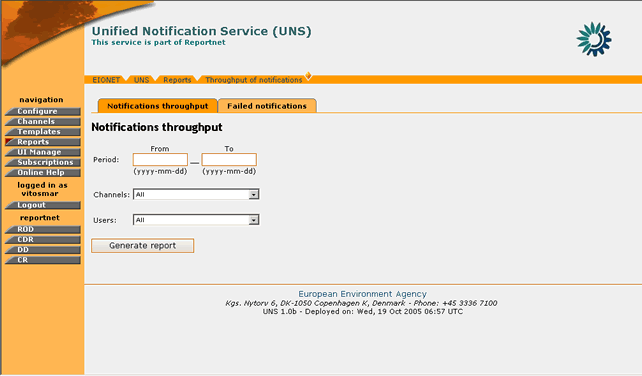 Unified Notification Service (UNS)
This service is part of Reportnet
EIONET UNS Reports Throughput of notifications
navigation
Configure
Channels
Templates
Reports
UI Manage
Subscriptions
Online Help
logged in as
vitosmar
Logout
reportnet
ROD
CDR
DD
CR
Notifications throughput Failed notifications
Notifications throughput
From To
Period: —
(yyyy-mm-dd) (yyyy-mm-dd)
Channels: All
Users: All
Generate report
European Environment Agency
Kgs. Nytorv 6, DK-1050 Copenhagen K, Denmark - Phone: +45 3336 7100
UNS 1.0b - Deployed on: Wed, 19 Oct 2005 06:57 UTC